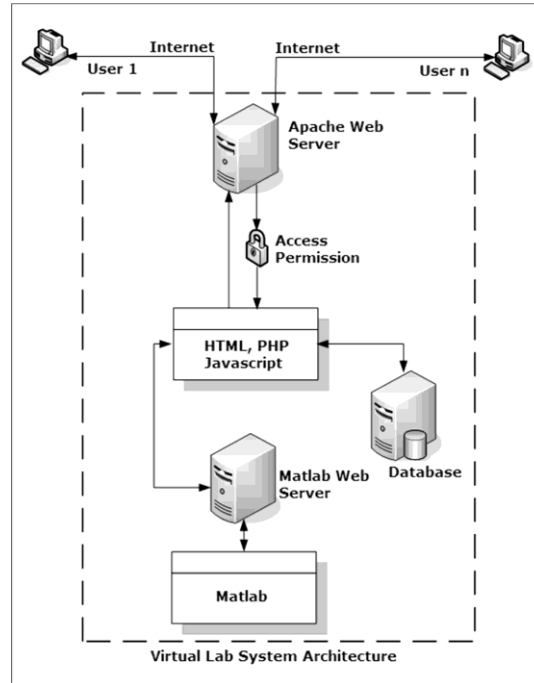 Internet
Internet
User 1
User n
Apache Web
Server
Access
Permission
HTML, PHP
Javascript
Matlab Web
Server
Database
Matlab
Virtual Lab System Architecture